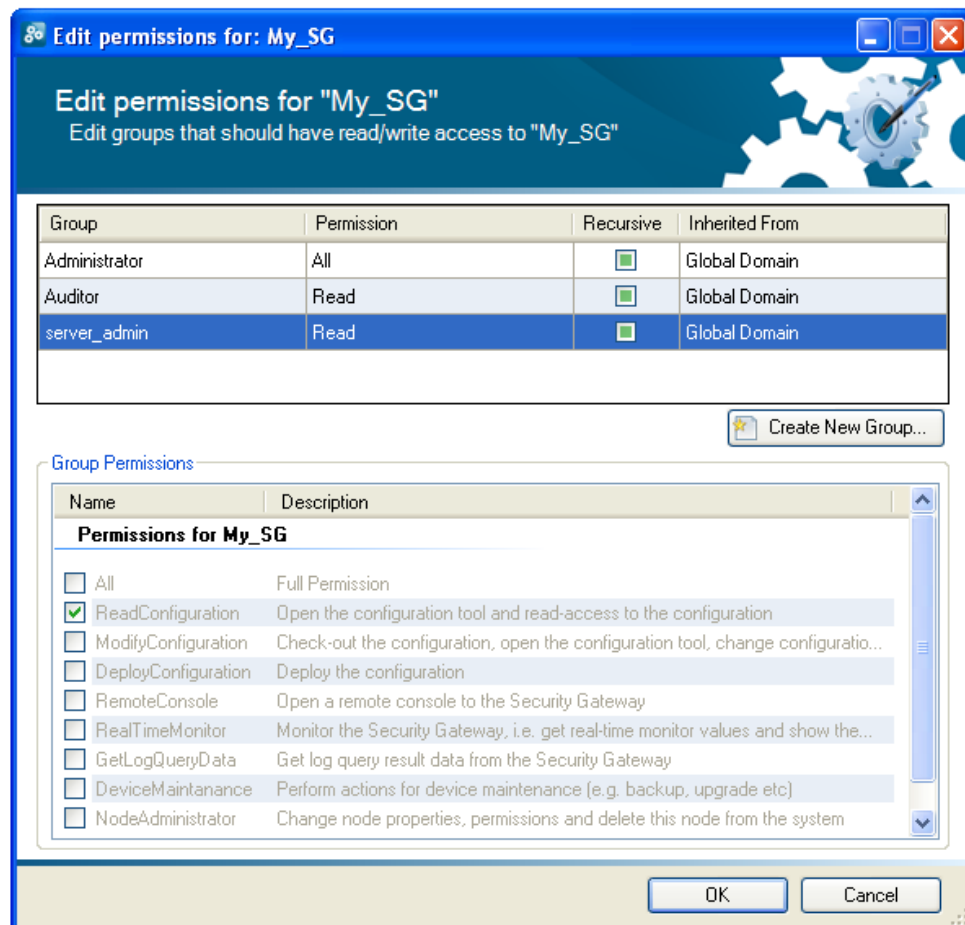 Edit permissions for: My_SG
Edit permissions for "My_SG"
Edit groups that should have read/write access to "My_SG"
Group Permission Recursive Inherited From
Administrator All Global Domain
Auditor Read Global Domain
server_admin Read Global Domain
Create New Group...
Group Permissions
Name Description
Permissions for My_SG
All Full Permission
ReadConfiguration Open the configuration tool and read-access to the configuration
ModifyConfiguration Check-out the configuration, open the configuration tool, change configuratio...
DeployConfiguration Deploy the configuration
RemoteConsole Open a remote console to the Security Gateway
RealTimeMonitor Monitor the Security Gateway, i.e. get real-time monitor values and show the...
GetLogQueryData Get log query result data from the Security Gateway
DeviceMaintanance Perform actions for device maintenance (e.g. backup, upgrade etc)
NodeAdministrator Change node properties, permissions and delete this node from the system
OK Cancel